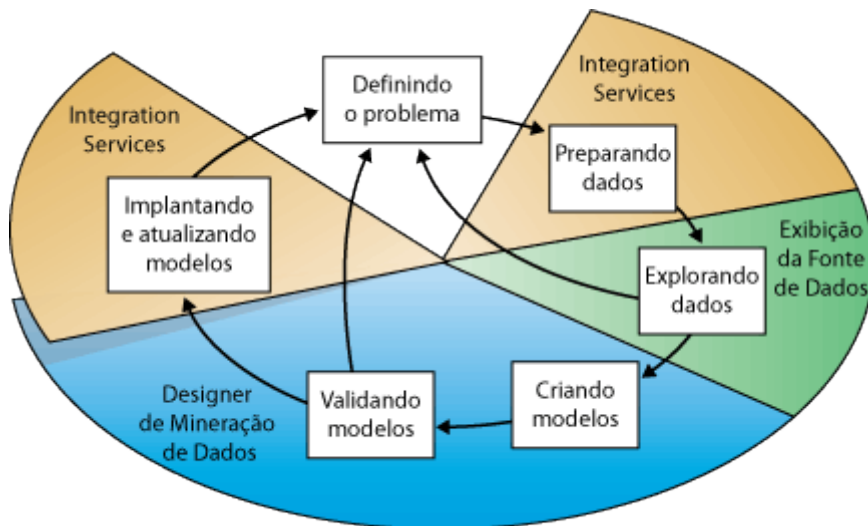 Definindo
o problema
Integration
Services
Preparando
dados
Exibição
da Fonte
de Dados
Explorando
dados
Criando
modelos
Validando
modelos
Designer
de Mineração
de Dados
Implantando
e atualizando
modelos
Integration
Services